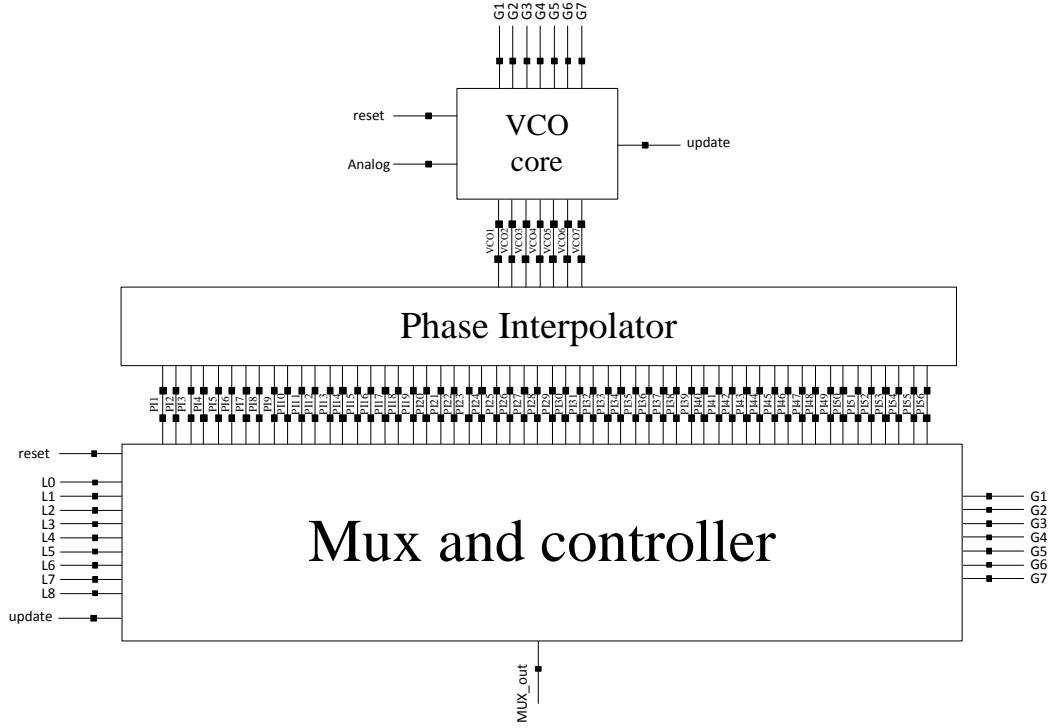 G1 G2 G3 G4 G5 G6 G7
reset
VCO
core
update
Analog
VCO1 VCO2 VCO3 VCO4 VCO5 VCO6 VCO7
Phase Interpolator
PI1 PI2 PI3 PI4 PI5 PI6 PI7 PI8 PI9 PI10 PI11 PI12 PI13 PI14 PI15 PI16 PI17 PI18 PI19 PI20 PI21 PI22 PI23 PI24 PI25 PI26 PI27 PI28 PI29 PI30 PI31 PI32 PI33 PI34 PI35 PI36 PI37 PI38 PI39 PI40 PI41 PI42 PI43 PI44 PI45 PI46 PI47 PI48 PI49 PI50 PI51 PI52 PI53 PI54 PI55 PI56
reset
L0
L1
L2
L3
L4
L5
L6
L7
L8
update
Mux and controller
G1
G2
G3
G4
G5
G6
G7
MUX_out